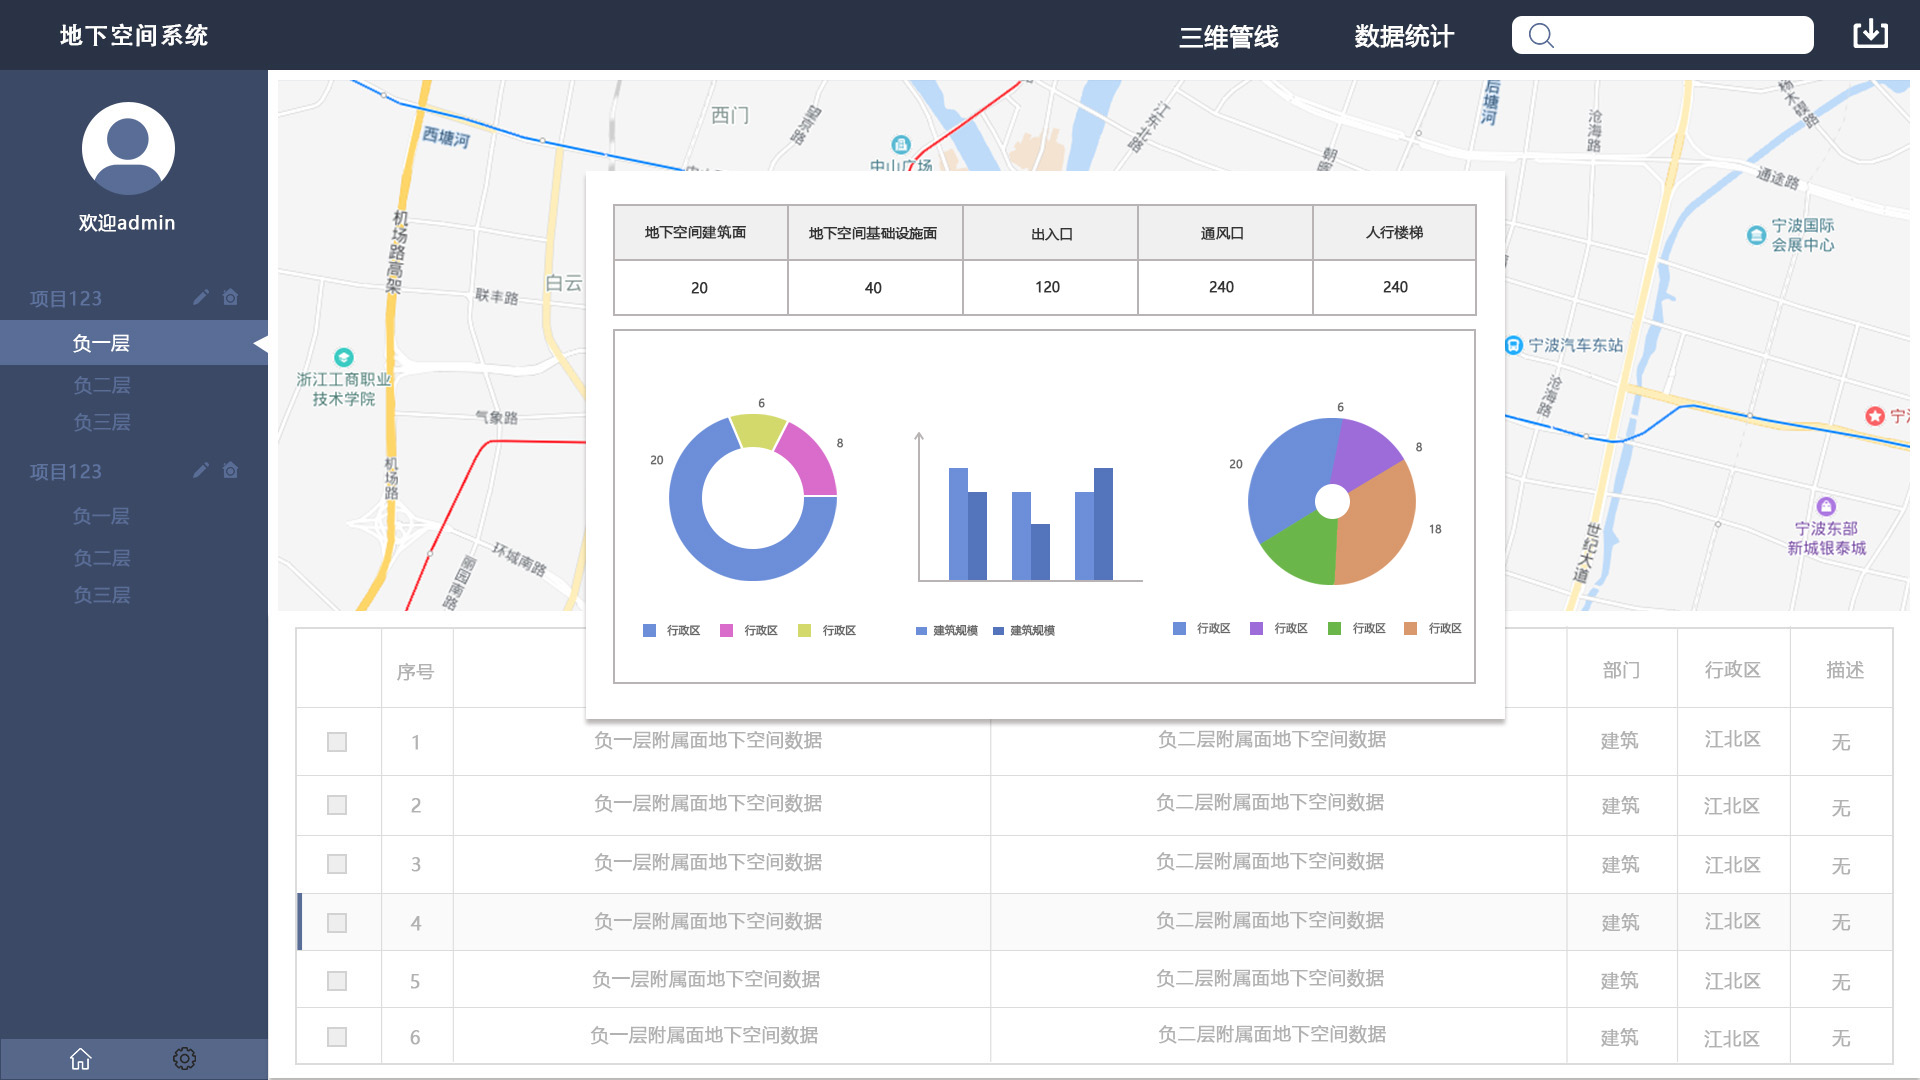 地下空间系统
三维管线
数据统计
欢迎admin
项目123
负一层
负二层
负三层
项目123
负一层
负二层
负三层
西塘河
西门
望京路
中山广场
江东北路
朝晖
后塘河
沧海路
杨木碶路
通途路
宁波国际
会展中心
机场路高架
联丰路
白云
浙江工商职业
技术学院
气象路
机场路
环城南路
丽园南路
宁波汽车东站
沧海路
世纪大道
宁波东部
新城银泰城
地下空间建筑面 地下空间基础设施面 出入口 通风口 人行楼梯
20 40 120 240 240
6
8
20
行政区 行政区 行政区
建筑规模 建筑规模
6
8
20
18
行政区 行政区 行政区 行政区
序号 部门 行政区 描述
1 负一层附属面地下空间数据 负二层附属面地下空间数据 建筑 江北区 无
2 负一层附属面地下空间数据 负二层附属面地下空间数据 建筑 江北区 无
3 负一层附属面地下空间数据 负二层附属面地下空间数据 建筑 江北区 无
4 负一层附属面地下空间数据 负二层附属面地下空间数据 建筑 江北区 无
5 负一层附属面地下空间数据 负二层附属面地下空间数据 建筑 江北区 无
6 负一层附属面地下空间数据 负二层附属面地下空间数据 建筑 江北区 无